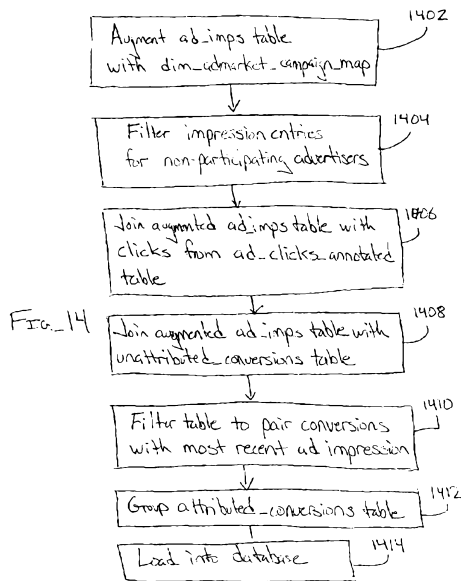 1402
Augment ad_imps table
with dim_admarket_campaign_map
1404
Filter impression entries
for non-participating advertisers
1406
Join augmented ad_imps table with
clicks from ad_clicks_annotated
table
FIG_14
1408
Join augmented ad_imps table with
unattributed_conversions table
1410
Filter table to pair conversions
with most recent ad impression
1412
Group attributed_conversions table
1414
Load into database